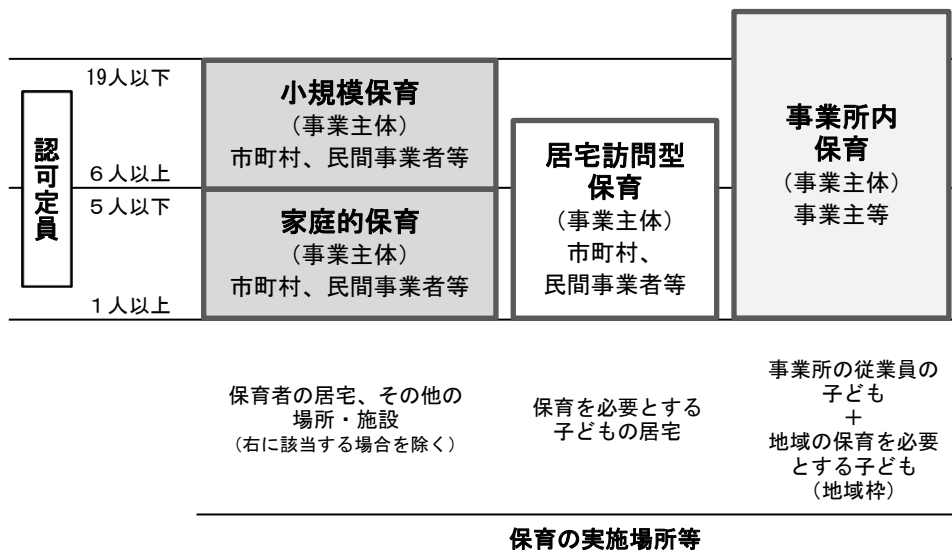 認可定員
19人以下
６人以上
５人以下
１人以上
小規模保育
（事業主体）
市町村、民間事業者等
家庭的保育
（事業主体）
市町村、民間事業者等
居宅訪問型
保育
（事業主体）
市町村、
民間事業者等
事業所内
保育
（事業主体）
事業主等
保育者の居宅、その他の
場所・施設
（右に該当する場合を除く）
保育を必要とする
子どもの居宅
事業所の従業員の
子ども
＋
地域の保育を必要
とする子ども
（地域枠）
保育の実施場所等